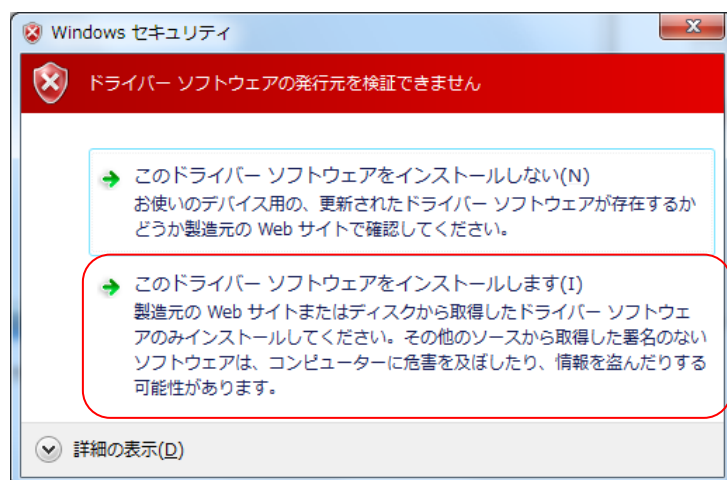 Windows セキュリティ
ドライバー ソフトウェアの発行元を検証できません
このドライバー ソフトウェアをインストールしない(N)
お使いのデバイス用の、更新されたドライバー ソフトウェアが存在するか
どうか製造元の Web サイトで確認してください。
このドライバー ソフトウェアをインストールします(I)
製造元の Web サイトまたはディスクから取得したドライバー ソフトウェ
アのみインストールしてください。その他のソースから取得した署名のない
ソフトウェアは、コンピューターに危害を及ぼしたり、情報を盗んだりする
可能性があります。
詳細の表示(D)